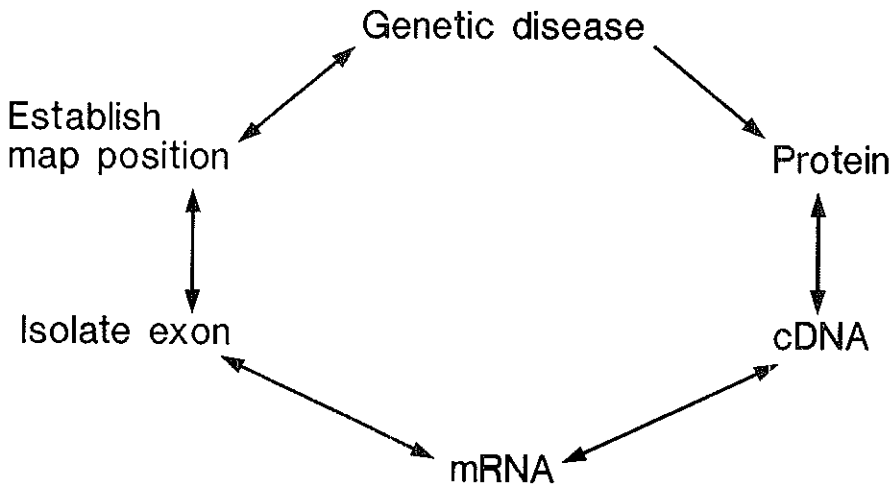 Genetic disease
Establish
map position
Protein
Isolate exon
cDNA
mRNA